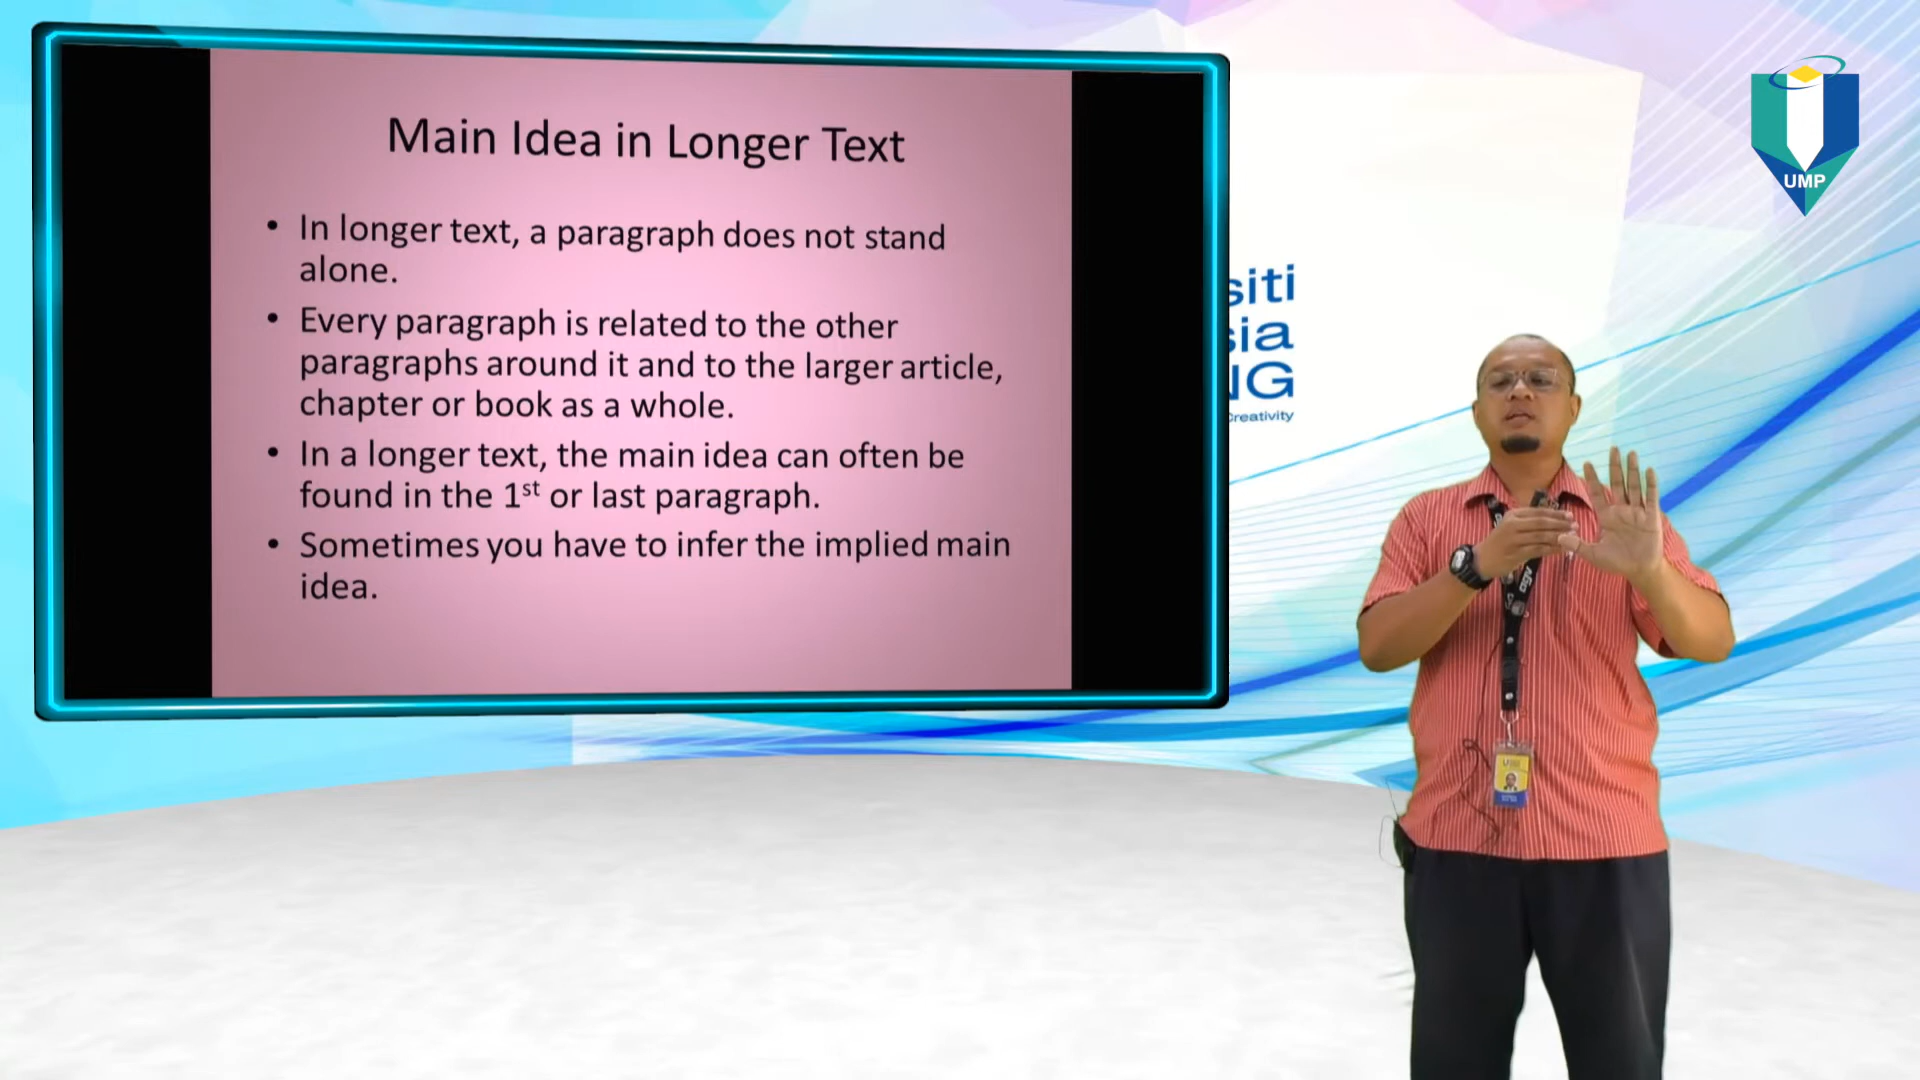 Main Idea in Longer Text
• In longer text, a paragraph does not stand
alone.
• Every paragraph is related to the other
paragraphs around it and to the larger article,
chapter or book as a whole.
• In a longer text, the main idea can often be
found in the 1st or last paragraph.
• Sometimes you have to infer the implied main
idea.
UMP
siti
sia
NG
Creativity